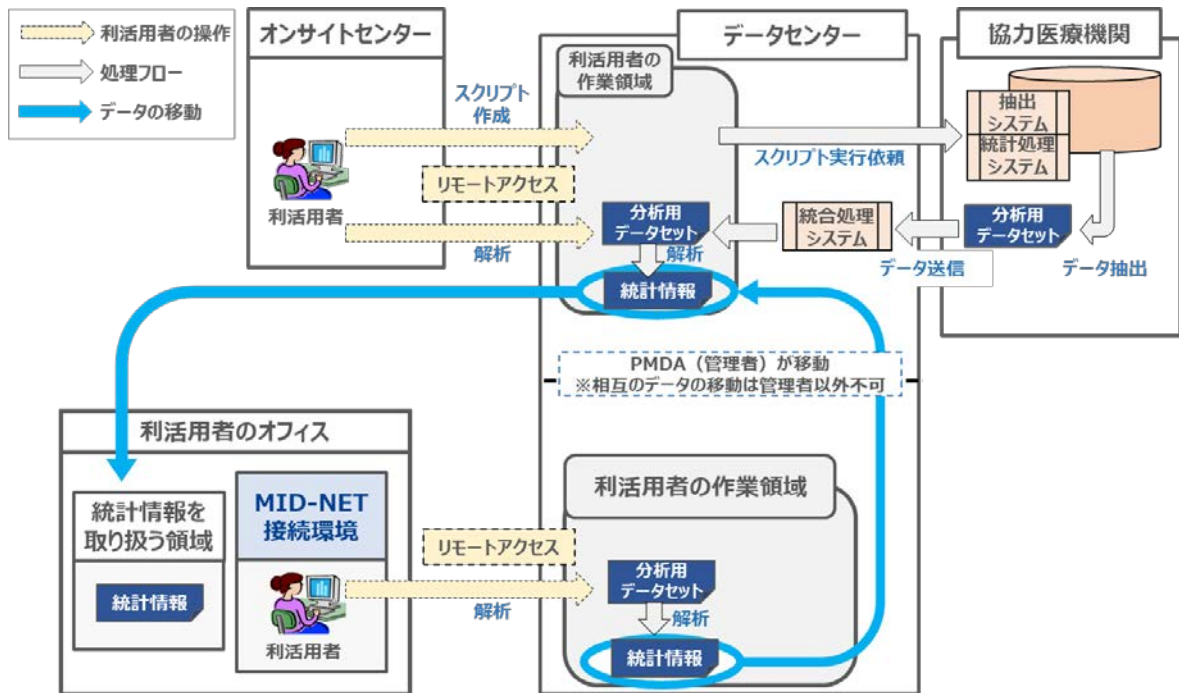 利活用者の操作
処理フロー
データの移動
オンサイトセンター
利活用者
スクリプト
作成
リモートアクセス
解析
データセンター
利活用者の
作業領域
スクリプト実行依頼
分析用
データセット
解析
統計情報
統合処理
システム
データ送信
協力医療機関
抽出
システム
統計処理
システム
分析用
データセット
データ抽出
PMDA(管理者)が移動
※相互のデータの移動は管理者以外不可
利活用者のオフィス
統計情報を
取り扱う領域
統計情報
MID-NET
接続環境
利活用者
リモートアクセス
解析
利活用者の作業領域
分析用
データセット
解析
統計情報